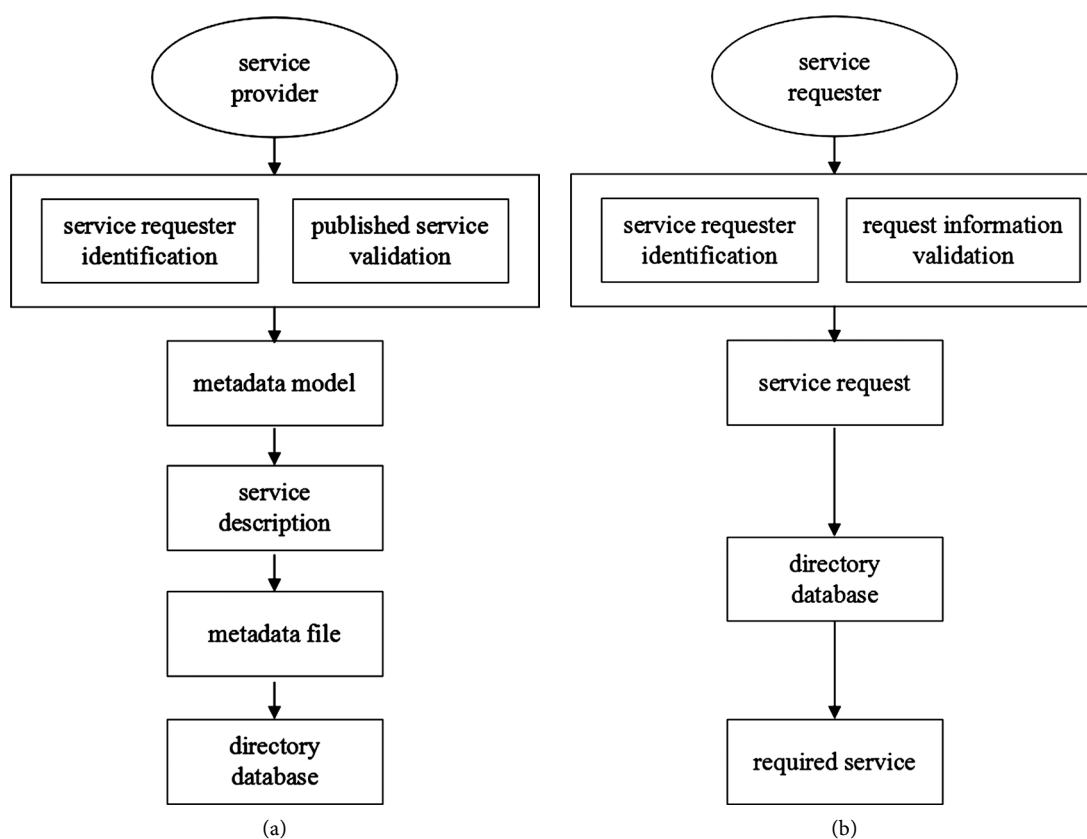 service
provider
service requester
identification
published service
validation
metadata model
service
description
metadata file
directory
database
(a)
service
requester
service requester
identification
request information
validation
service request
directory
database
required service
(b)